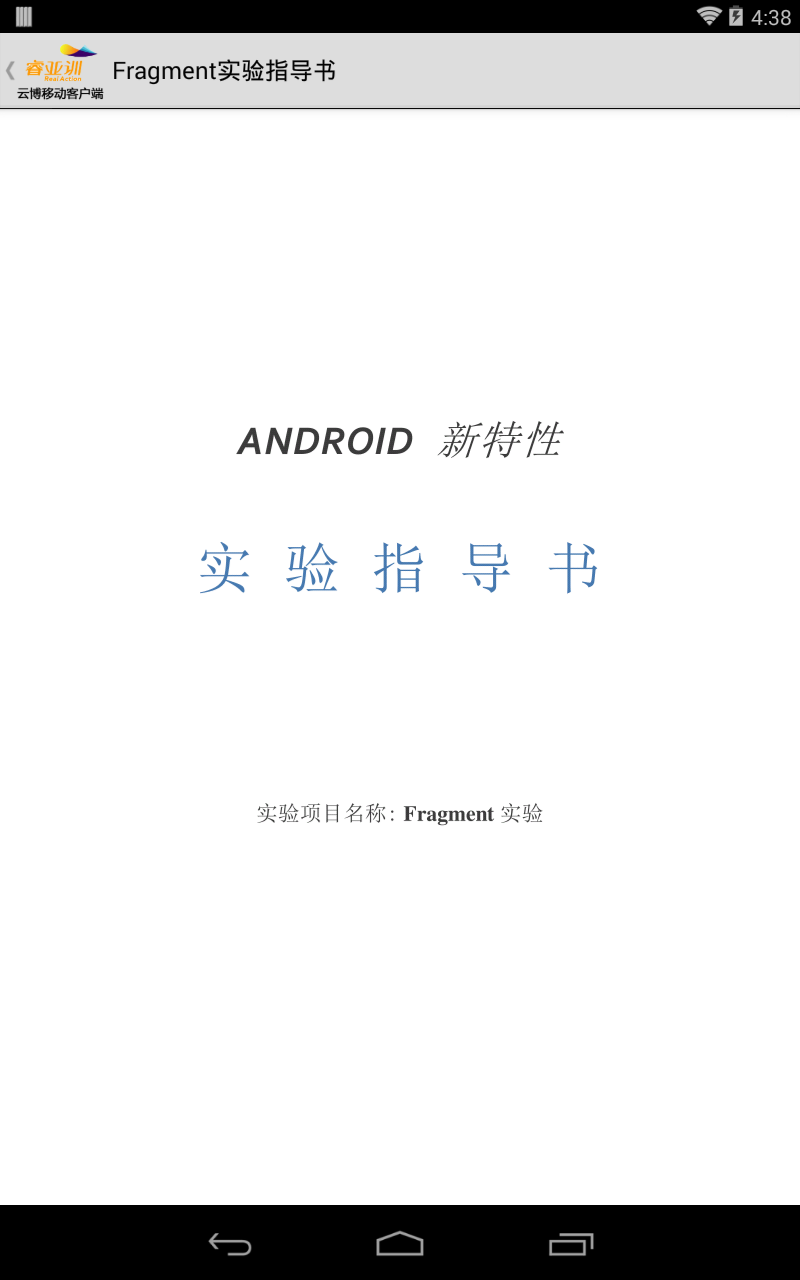 4:38
睿亚训
Real Action
云博移动客户端
Fragment实验指导书
ANDROID 新特性
实验指导书
实验项目名称: Fragment 实验